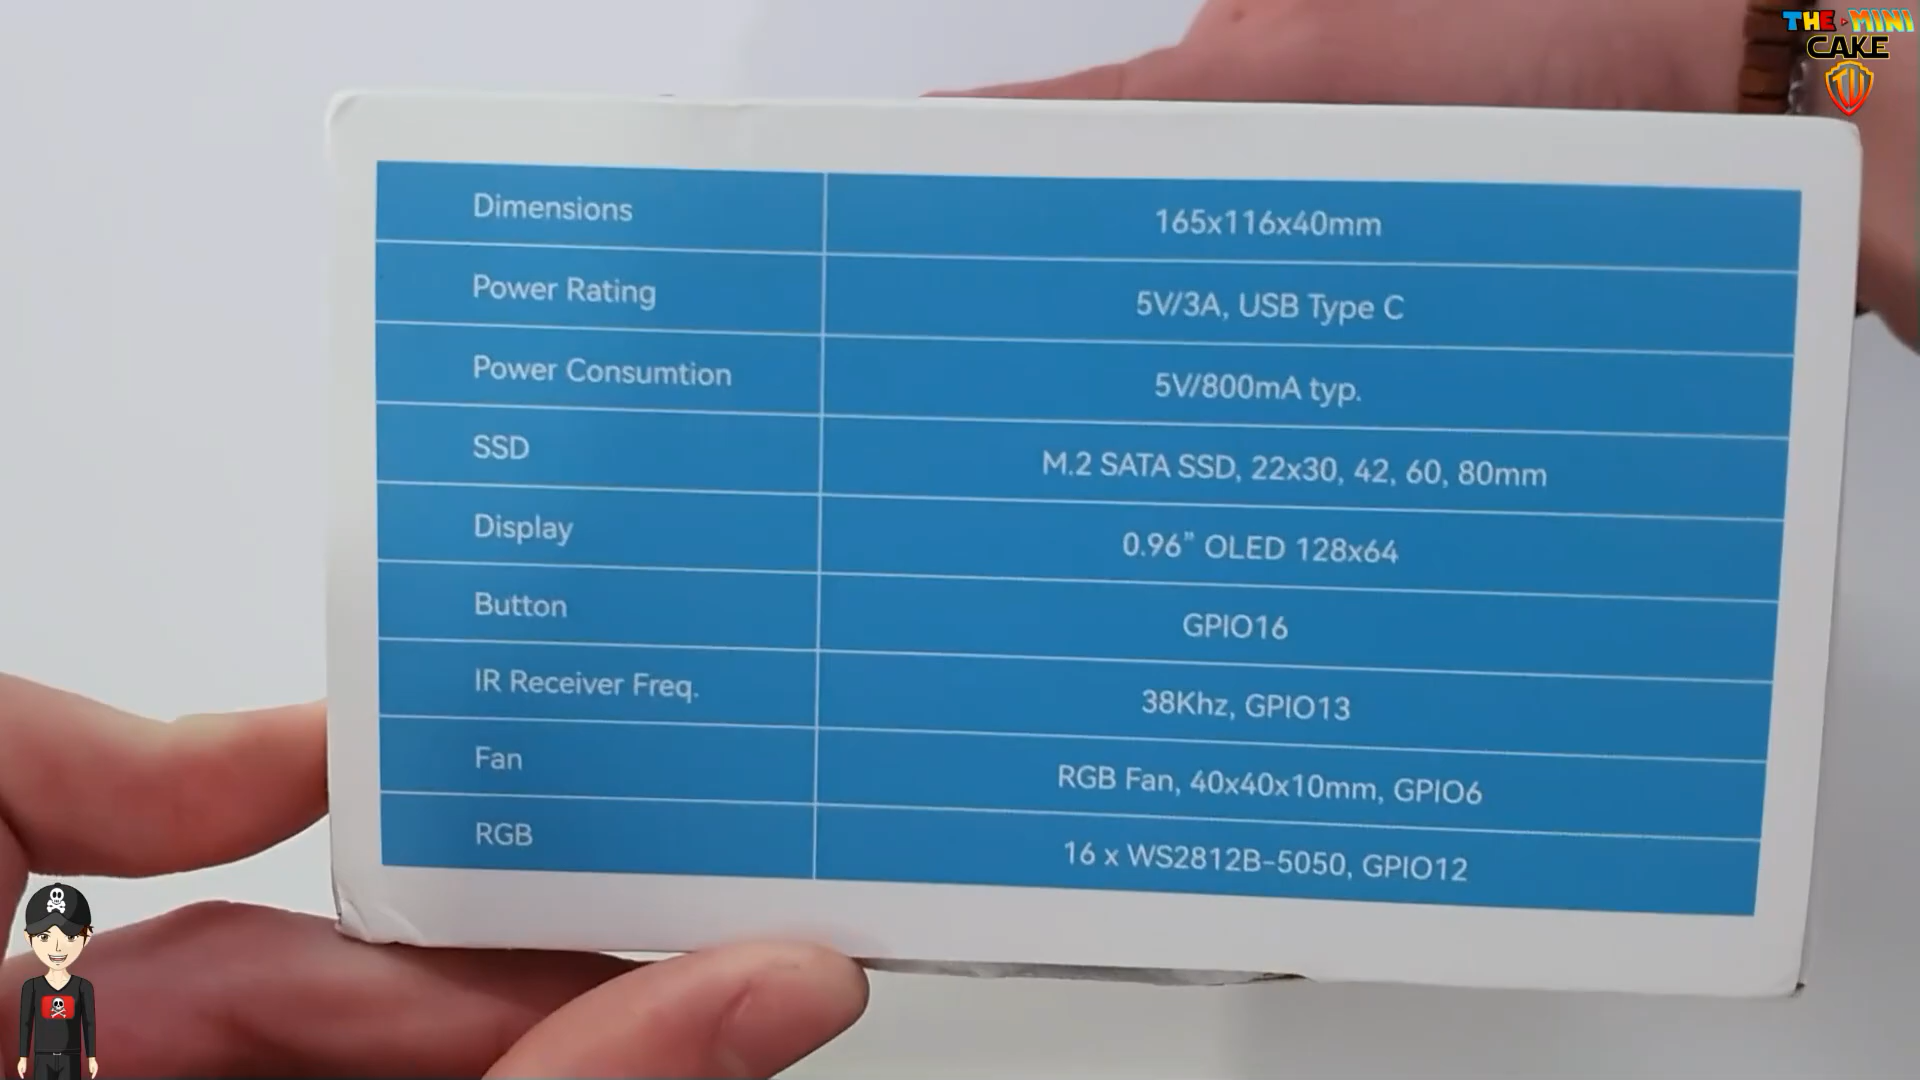 THE MINI
CAKE
Dimensions 165x116x40mm
Power Rating 5V/3A, USB Type C
Power Consumtion 5V/800mA typ.
SSD M.2 SATA SSD, 22x30, 42, 60, 80mm
Display 0.96” OLED 128x64
Button GPIO16
IR Receiver Freq. 38Khz, GPIO13
Fan RGB Fan, 40x40x10mm, GPIO6
RGB 16 x WS2812B-5050, GPIO12